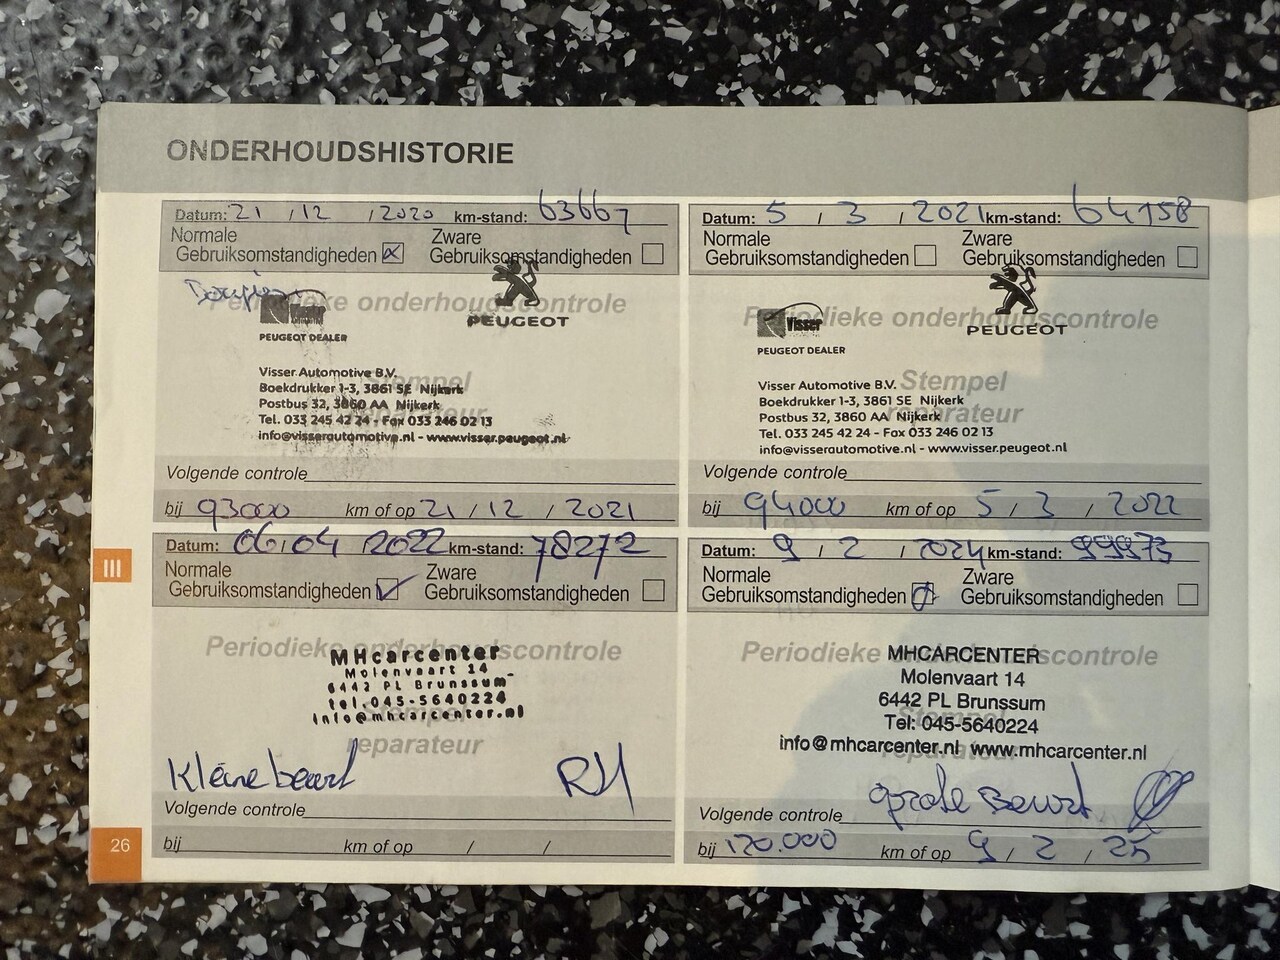 ONDERHOUDSHISTORIE
Datum: 21 / 12 / 2020 km-stand: 63667
Normale Gebruiksomstandigheden Zware Gebruiksomstandigheden
Periodieke onderhoudscontrole
Visser
PEUGEOT
PEUGEOT DEALER
Stempel
reparateur
Visser Automotive B.V.
Boekdrukker 1-3, 3861 SE Nijkerk
Postbus 32, 3860 AA Nijkerk
Tel. 033 245 42 24 - Fax 033 246 02 13
info@visserautomotive.nl - www.visser.peugeot.nl
Volgende controle
bij 93000 km of op 21 / 12 / 2021
Datum: 5 / 3 / 2021 km-stand: 64158
Normale Gebruiksomstandigheden Zware Gebruiksomstandigheden
Periodieke onderhoudscontrole
Visser
PEUGEOT
PEUGEOT DEALER
Stempel
reparateur
Visser Automotive B.V.
Boekdrukker 1-3, 3861 SE Nijkerk
Postbus 32, 3860 AA Nijkerk
Tel. 033 245 42 24 - Fax 033 246 02 13
info@visserautomotive.nl - www.visser.peugeot.nl
Volgende controle
bij 94000 km of op 5 / 3 / 2022
III
Datum: 06.04 2022 km-stand: 78272
Normale Gebruiksomstandigheden Zware Gebruiksomstandigheden
Periodieke onderhoudscontrole
MHcarcenter
Molenvaart 14
6442 PL Brunssum
tel.045-5640224
info@mhcarcenter.nl
Stempel
reparateur
Kleine beurt RH
Volgende controle
bij km of op / /
Datum: 9 / 2 / 2024 km-stand: 99973
Normale Gebruiksomstandigheden Zware Gebruiksomstandigheden
Periodieke onderhoudscontrole
MHCARCENTER
Molenvaart 14
6442 PL Brunssum
Tel: 045-5640224
info@mhcarcenter.nl www.mhcarcenter.nl
Stempel
reparateur
grote Beurt
Volgende controle
bij 120.000 km of op 9 / 2 / 25
26